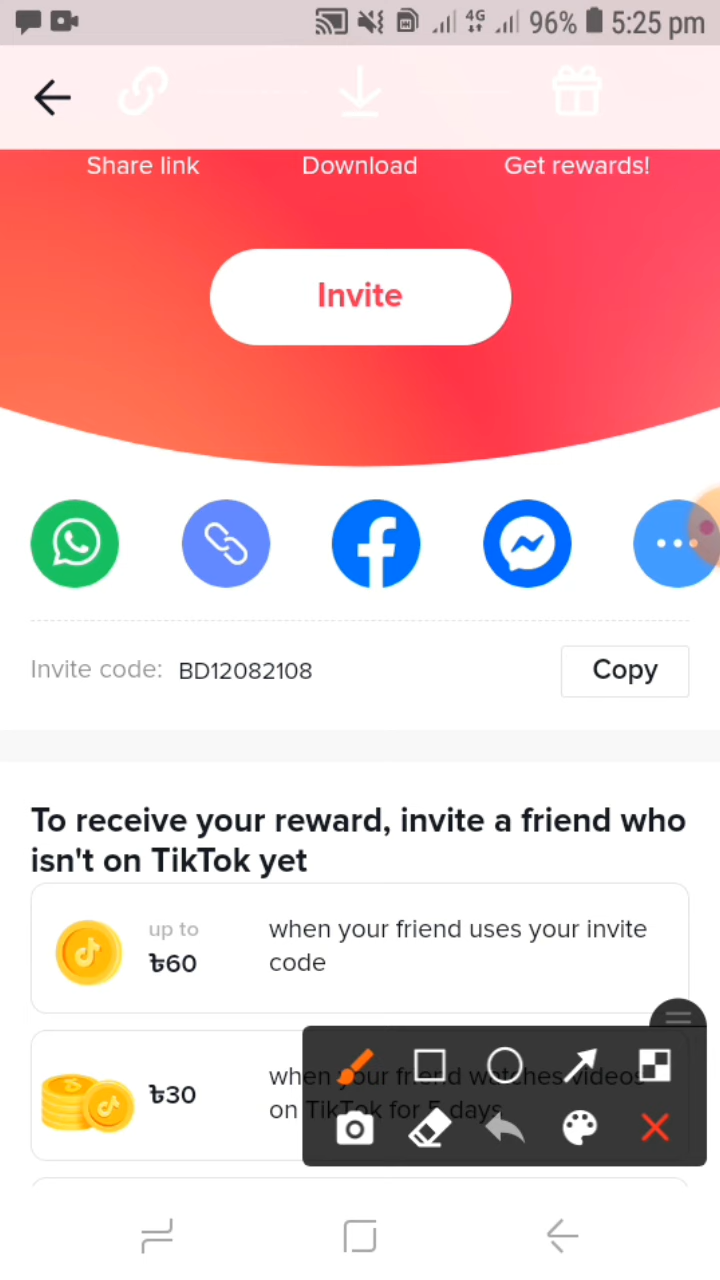 4G 96% 5:25 pm
Share link Download Get rewards!
Invite
Invite code: BD12082108 Copy
To receive your reward, invite a friend who
isn't on TikTok yet
up to
৳60
when your friend uses your invite
code
৳30
when your friend watches videos
on TikTok for 5 days